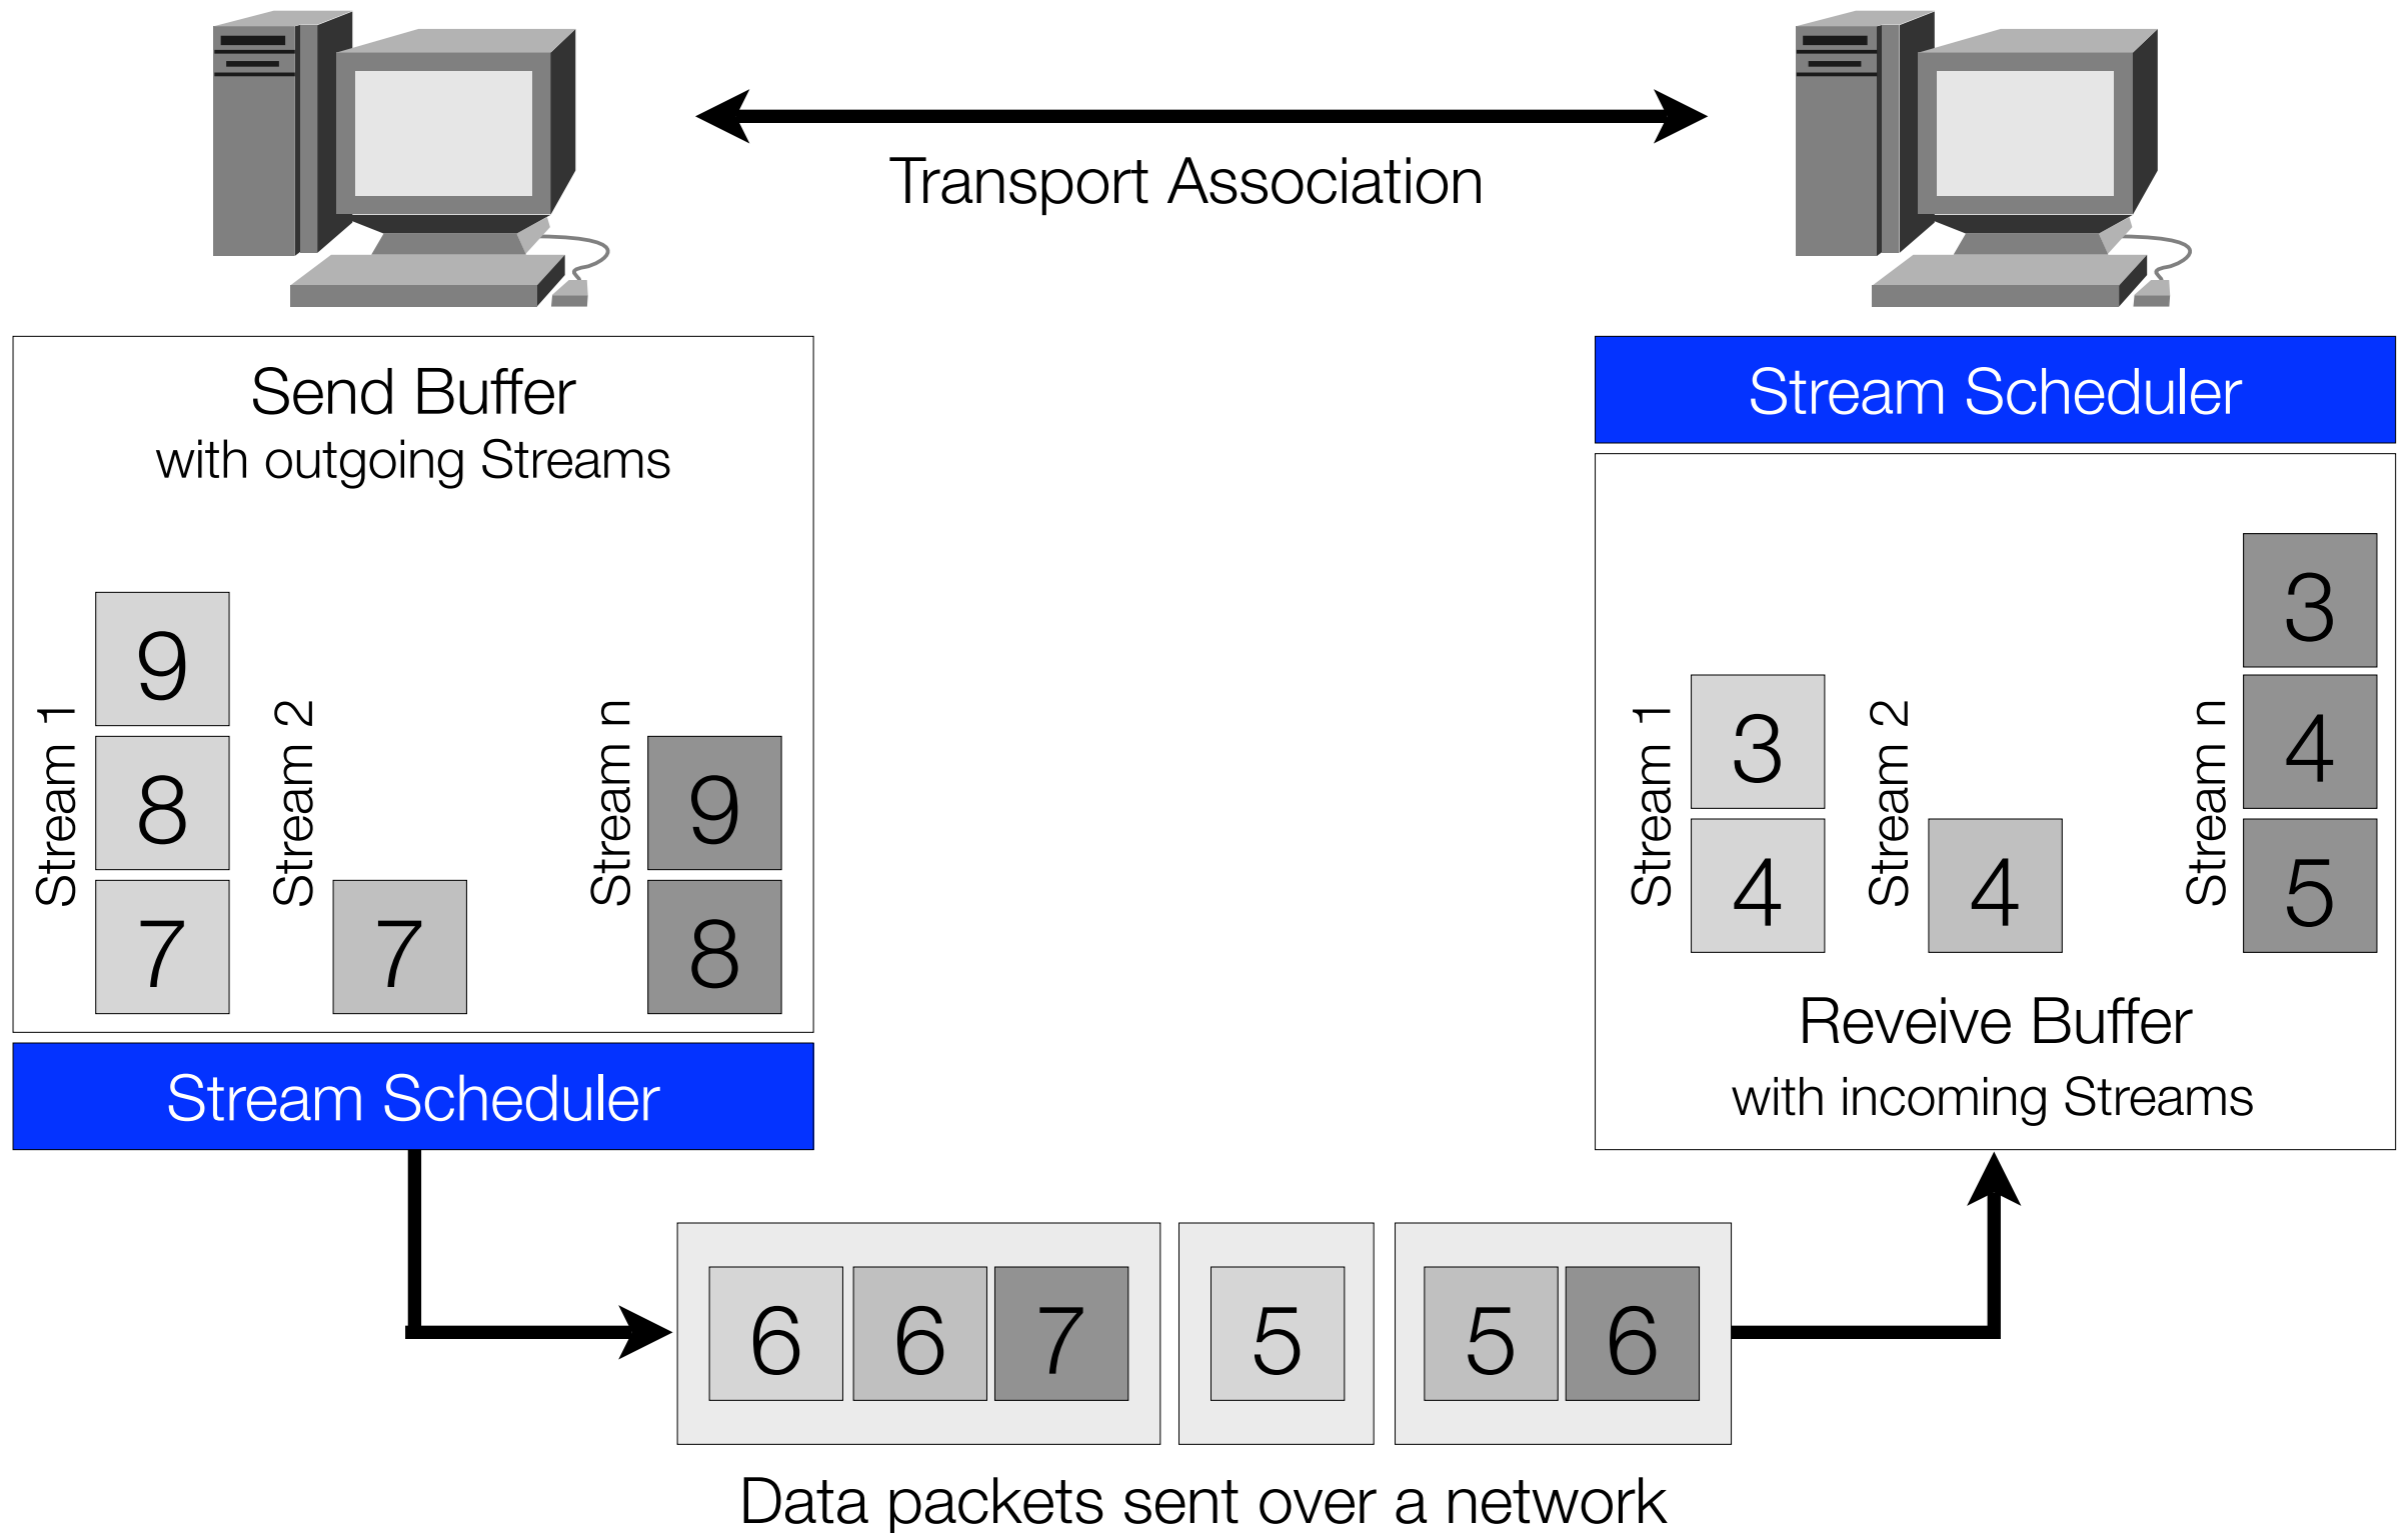 Transport Association
Send Buffer
with outgoing Streams
Stream 1
9
8
7
Stream 2
7
Stream n
9
8
Stream Scheduler
Stream Scheduler
Stream 1
3
4
Stream 2
4
Stream n
3
4
5
Reveive Buffer
with incoming Streams
6 6 7 5 5 6
Data packets sent over a network